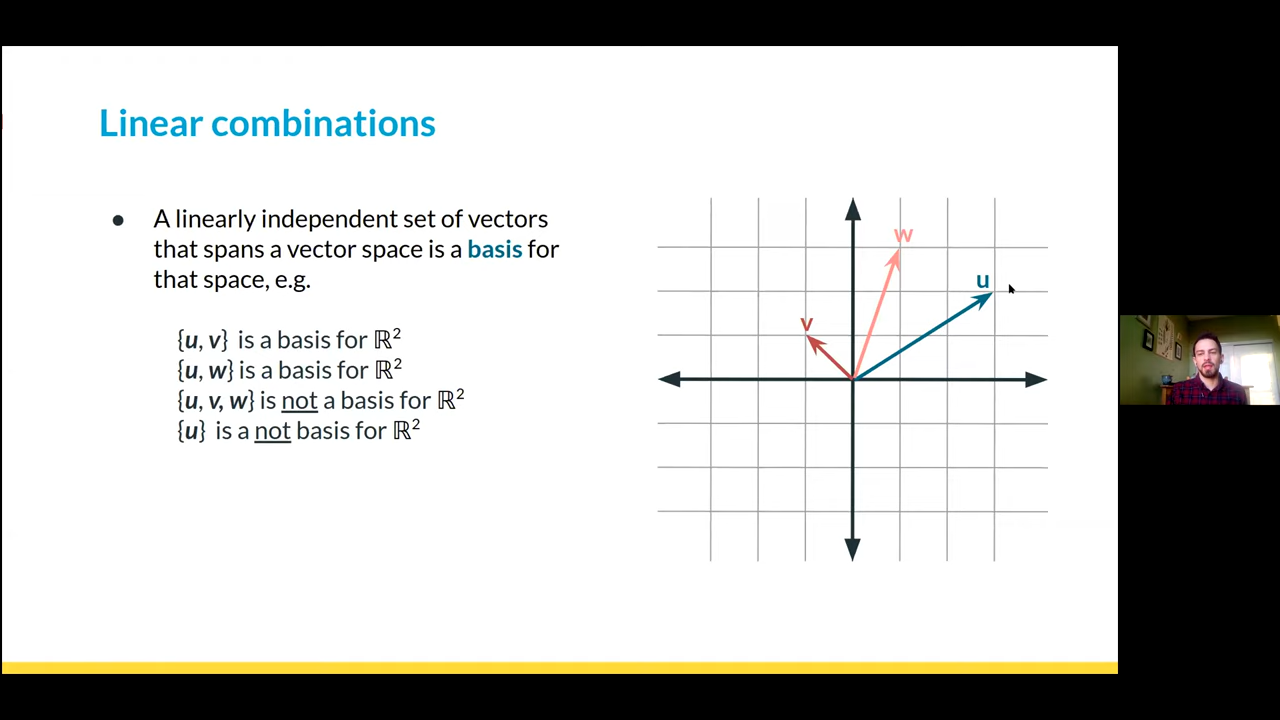 Linear combinations
● A linearly independent set of vectors
that spans a vector space is a basis for
that space, e.g.
{u, v} is a basis for ℝ²
{u, w} is a basis for ℝ²
{u, v, w} is not a basis for ℝ²
{u} is a not basis for ℝ²
w
u
v